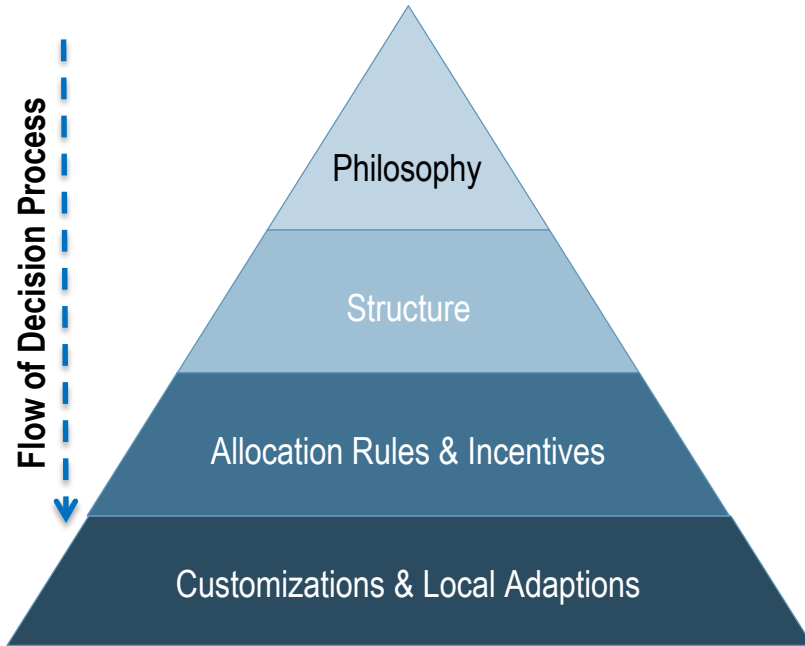 Flow of Decision Process
Philosophy
Structure
Allocation Rules & Incentives
Customizations & Local Adaptions